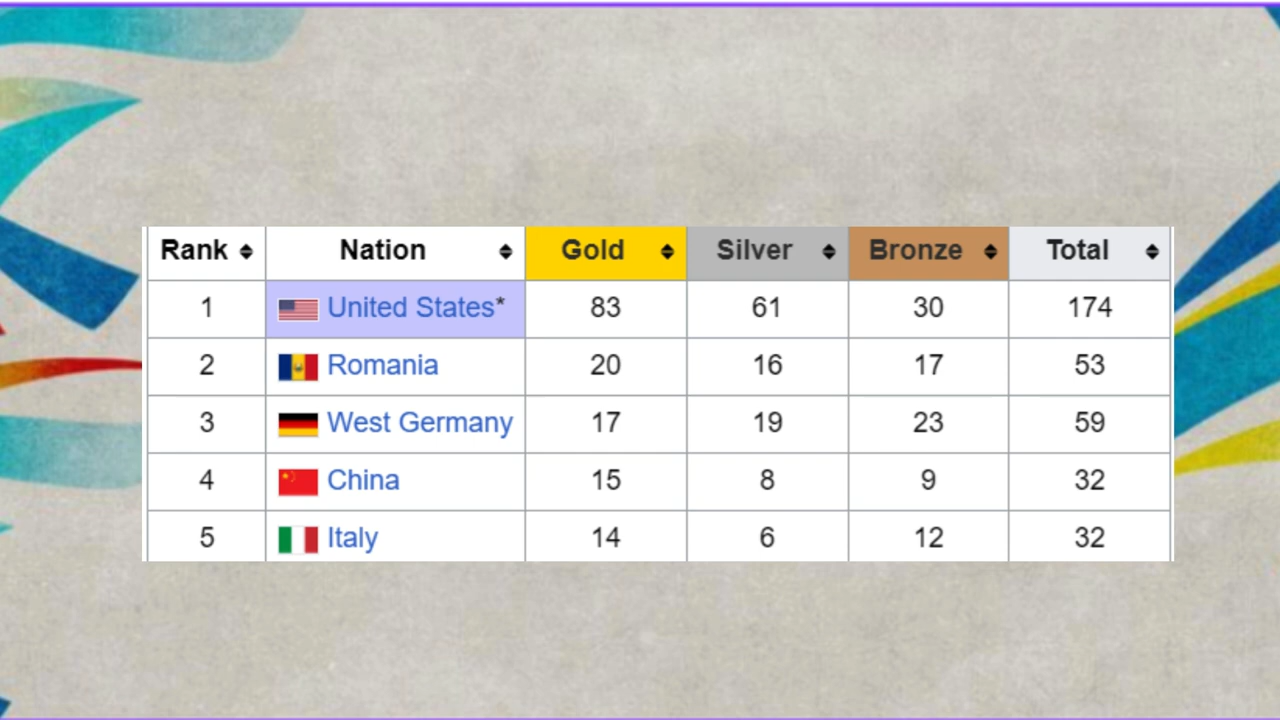 Rank Nation Gold Silver Bronze Total
1 United States* 83 61 30 174
2 Romania 20 16 17 53
3 West Germany 17 19 23 59
4 China 15 8 9 32
5 Italy 14 6 12 32